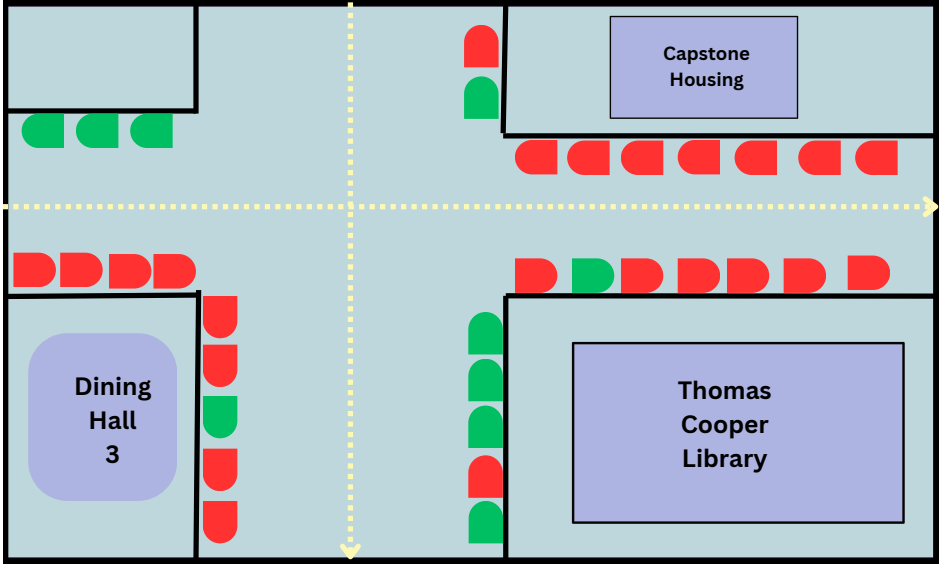 Capstone
Housing
Dining
Hall
3
Thomas
Cooper
Library